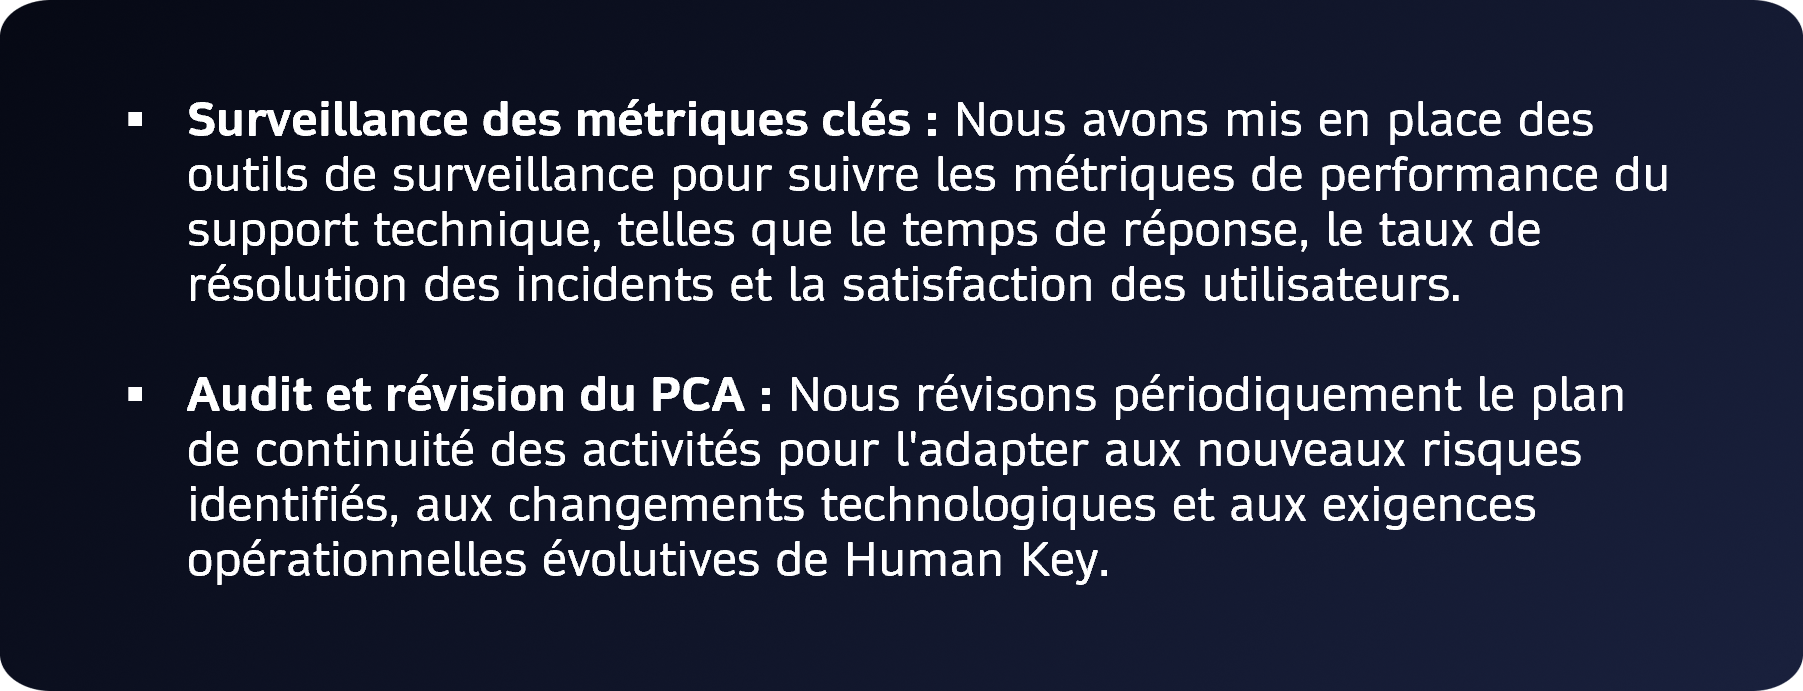 ▪ Surveillance des métriques clés : Nous avons mis en place des
outils de surveillance pour suivre les métriques de performance du
support technique, telles que le temps de réponse, le taux de
résolution des incidents et la satisfaction des utilisateurs.
▪ Audit et révision du PCA : Nous révisons périodiquement le plan
de continuité des activités pour l'adapter aux nouveaux risques
identifiés, aux changements technologiques et aux exigences
opérationnelles évolutives de Human Key.